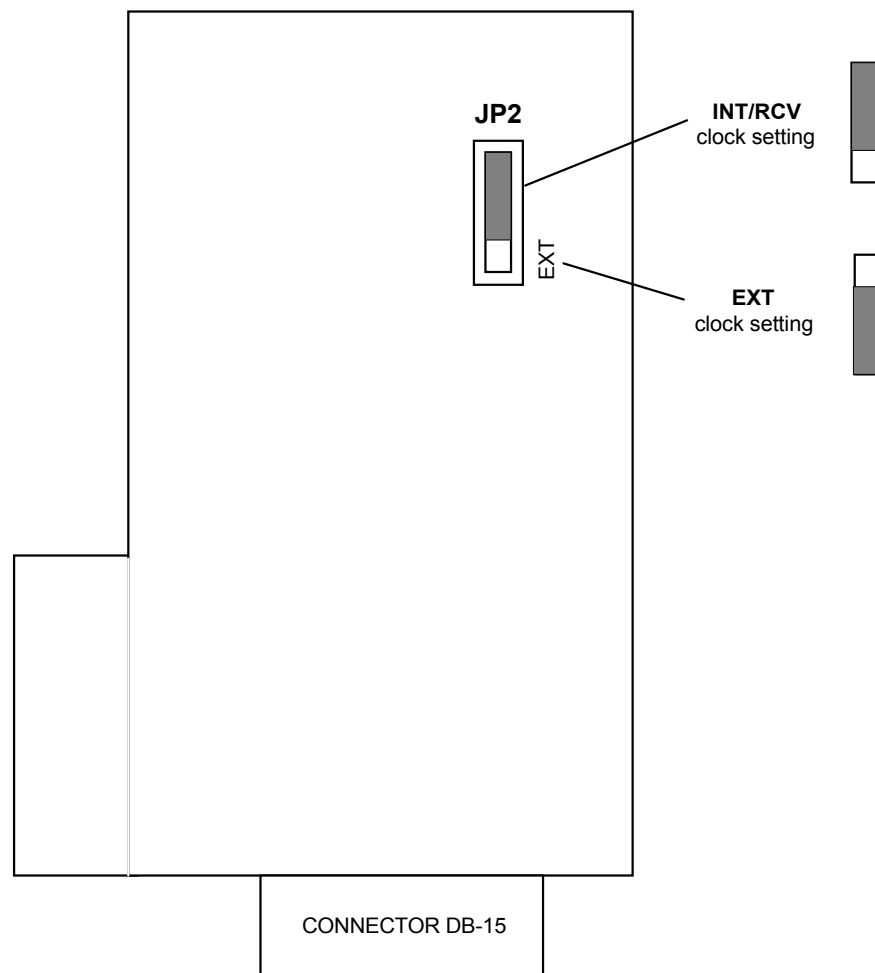 JP2
INT/RCV
clock setting
EXT
EXT
clock setting
CONNECTOR DB-15